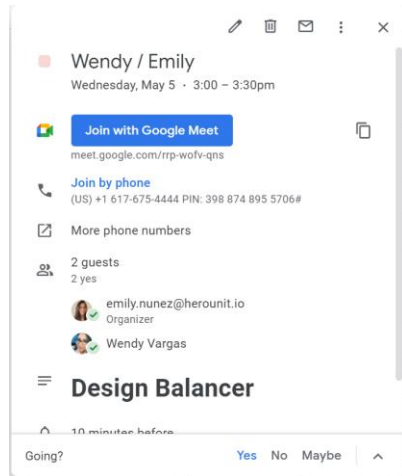 Wendy / Emily
Wednesday, May 5 · 3:00 – 3:30pm
Join with Google Meet
meet.google.com/rrp-wofv-qns
Join by phone
(US) +1 617-675-4444 PIN: 398 874 895 5706#
More phone numbers
2 guests
2 yes
emily.nunez@herounit.io
Organizer
Wendy Vargas
Design Balancer
10 minutes before
Going?
Yes No Maybe